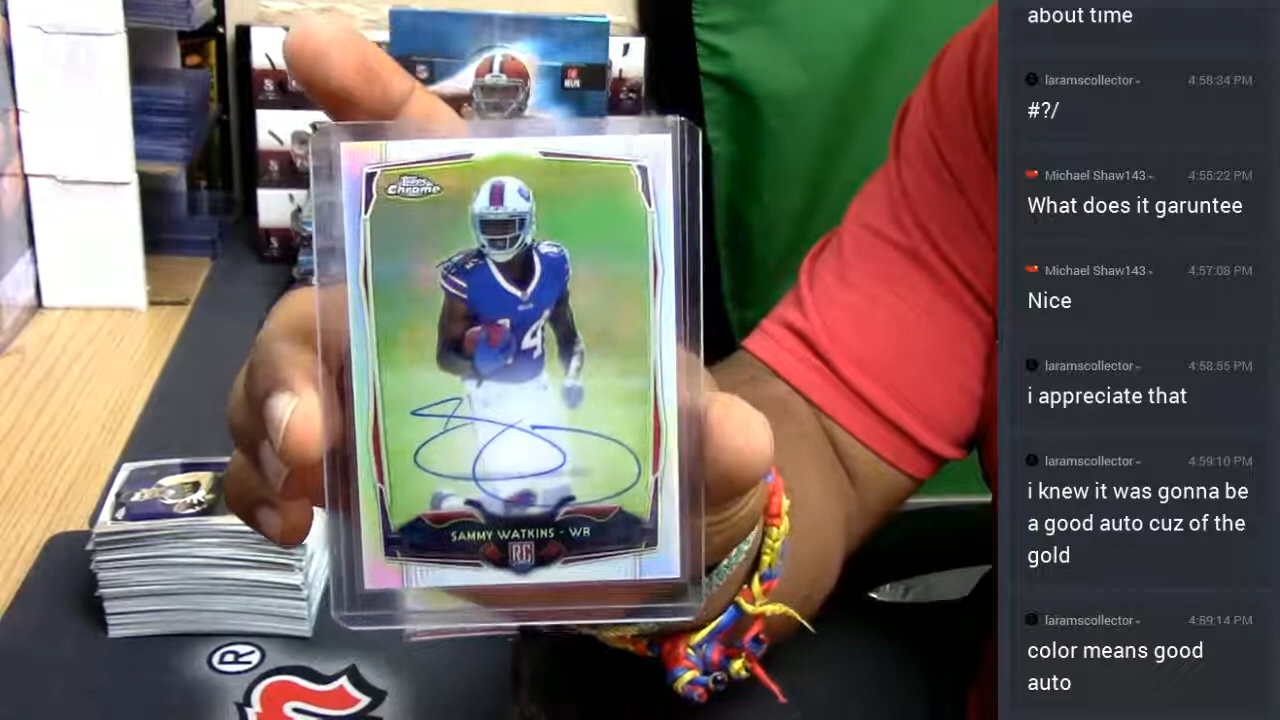 Topps
Chrome
4
SAMMY WATKINS - WR
RC
®
about time
laramscollector
4:58:34 PM
#?/
Michael Shaw143
4:55:22 PM
What does it garuntee
Michael Shaw143
4:57:08 PM
Nice
laramscollector
4:58:55 PM
i appreciate that
laramscollector
4:59:10 PM
i knew it was gonna be
a good auto cuz of the
gold
laramscollector
4:59:14 PM
color means good
auto